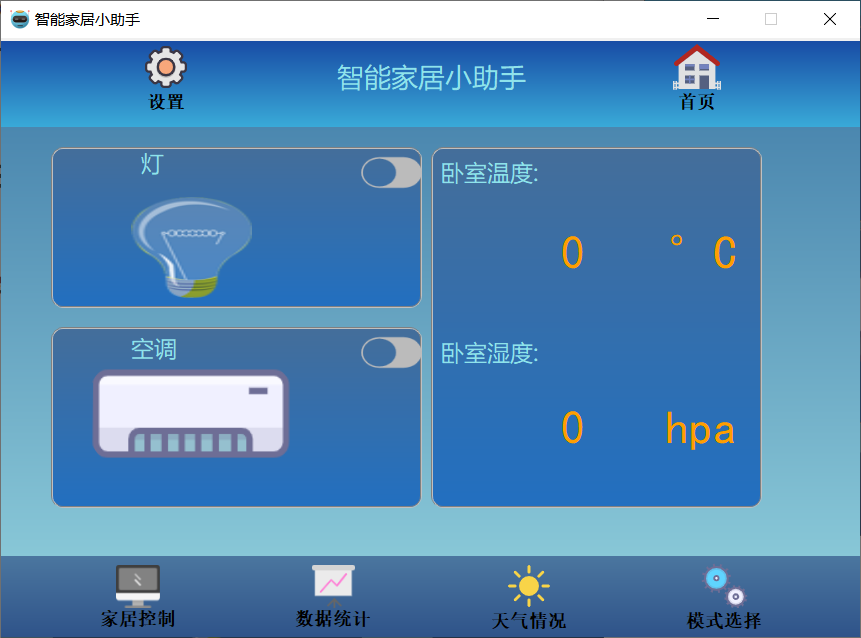 智能家居小助手
设置
智能家居小助手
首页
灯
卧室温度:
0 ° C
空调
卧室湿度:
0 hpa
家居控制
数据统计
天气情况
模式选择